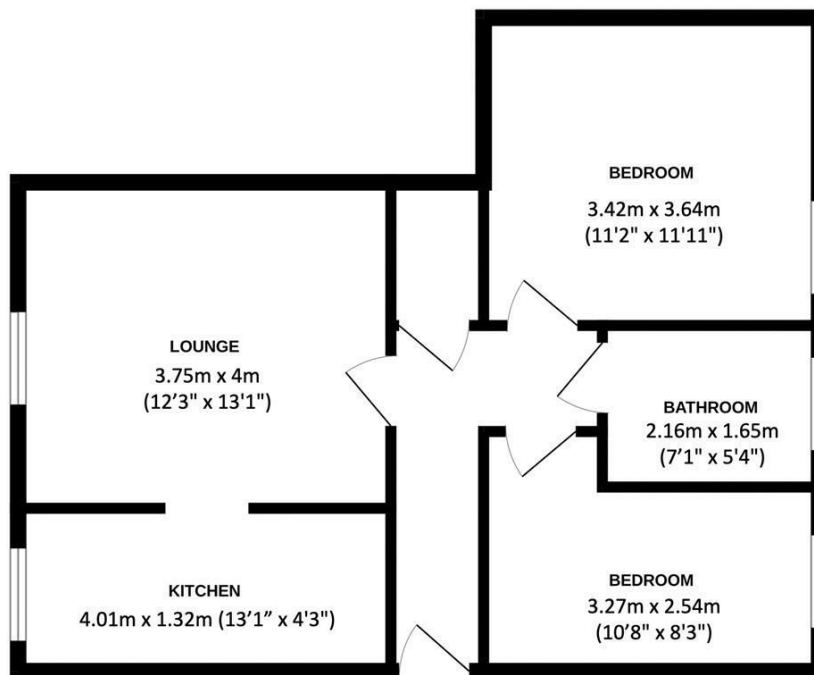 BEDROOM
3.42m x 3.64m
(11'2" x 11'11")
LOUNGE
3.75m x 4m
(12’3" x 13'1")
BATHROOM
2.16m x 1.65m
(7'1" x 5'4")
KITCHEN
4.01m x 1.32m (13'1” x 4'3")
BEDROOM
3.27m x 2.54m
(10’8" x 8'3")